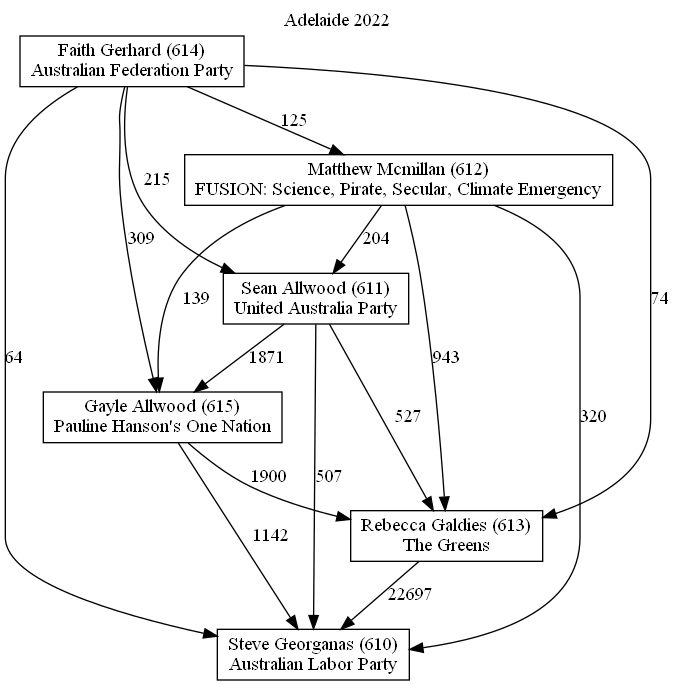 Adelaide 2022
Faith Gerhard (614)
Australian Federation Party
125
Matthew Mcmillan (612)
FUSION: Science, Pirate, Secular, Climate Emergency
215
309
204
139
74
Sean Allwood (611)
United Australia Party
64
1871
943
Gayle Allwood (615)
Pauline Hanson's One Nation
527
320
1900
507
1142
Rebecca Galdies (613)
The Greens
22697
Steve Georganas (610)
Australian Labor Party